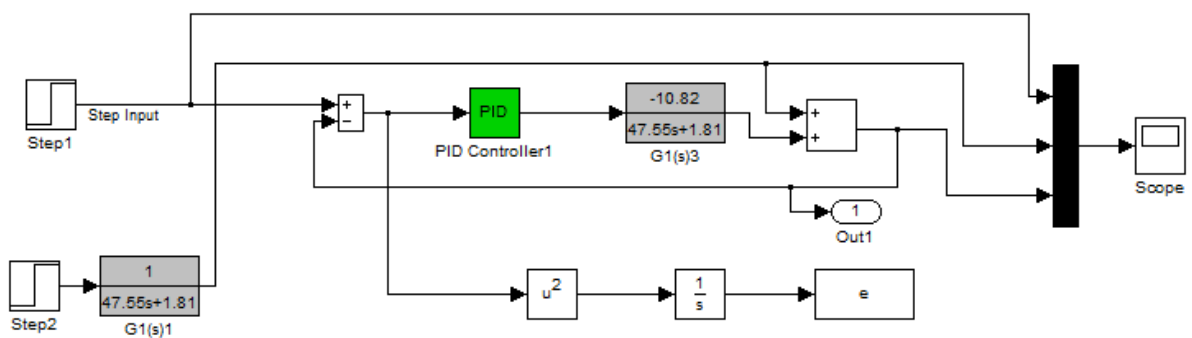 Step Input
Step1
+
−
PID
PID Controller1
-10.82
47.55s+1.81
G1(s)3
+
+
Scope
1
Out1
1
47.55s+1.81
G1(s)1
Step2
u2
1
s
e